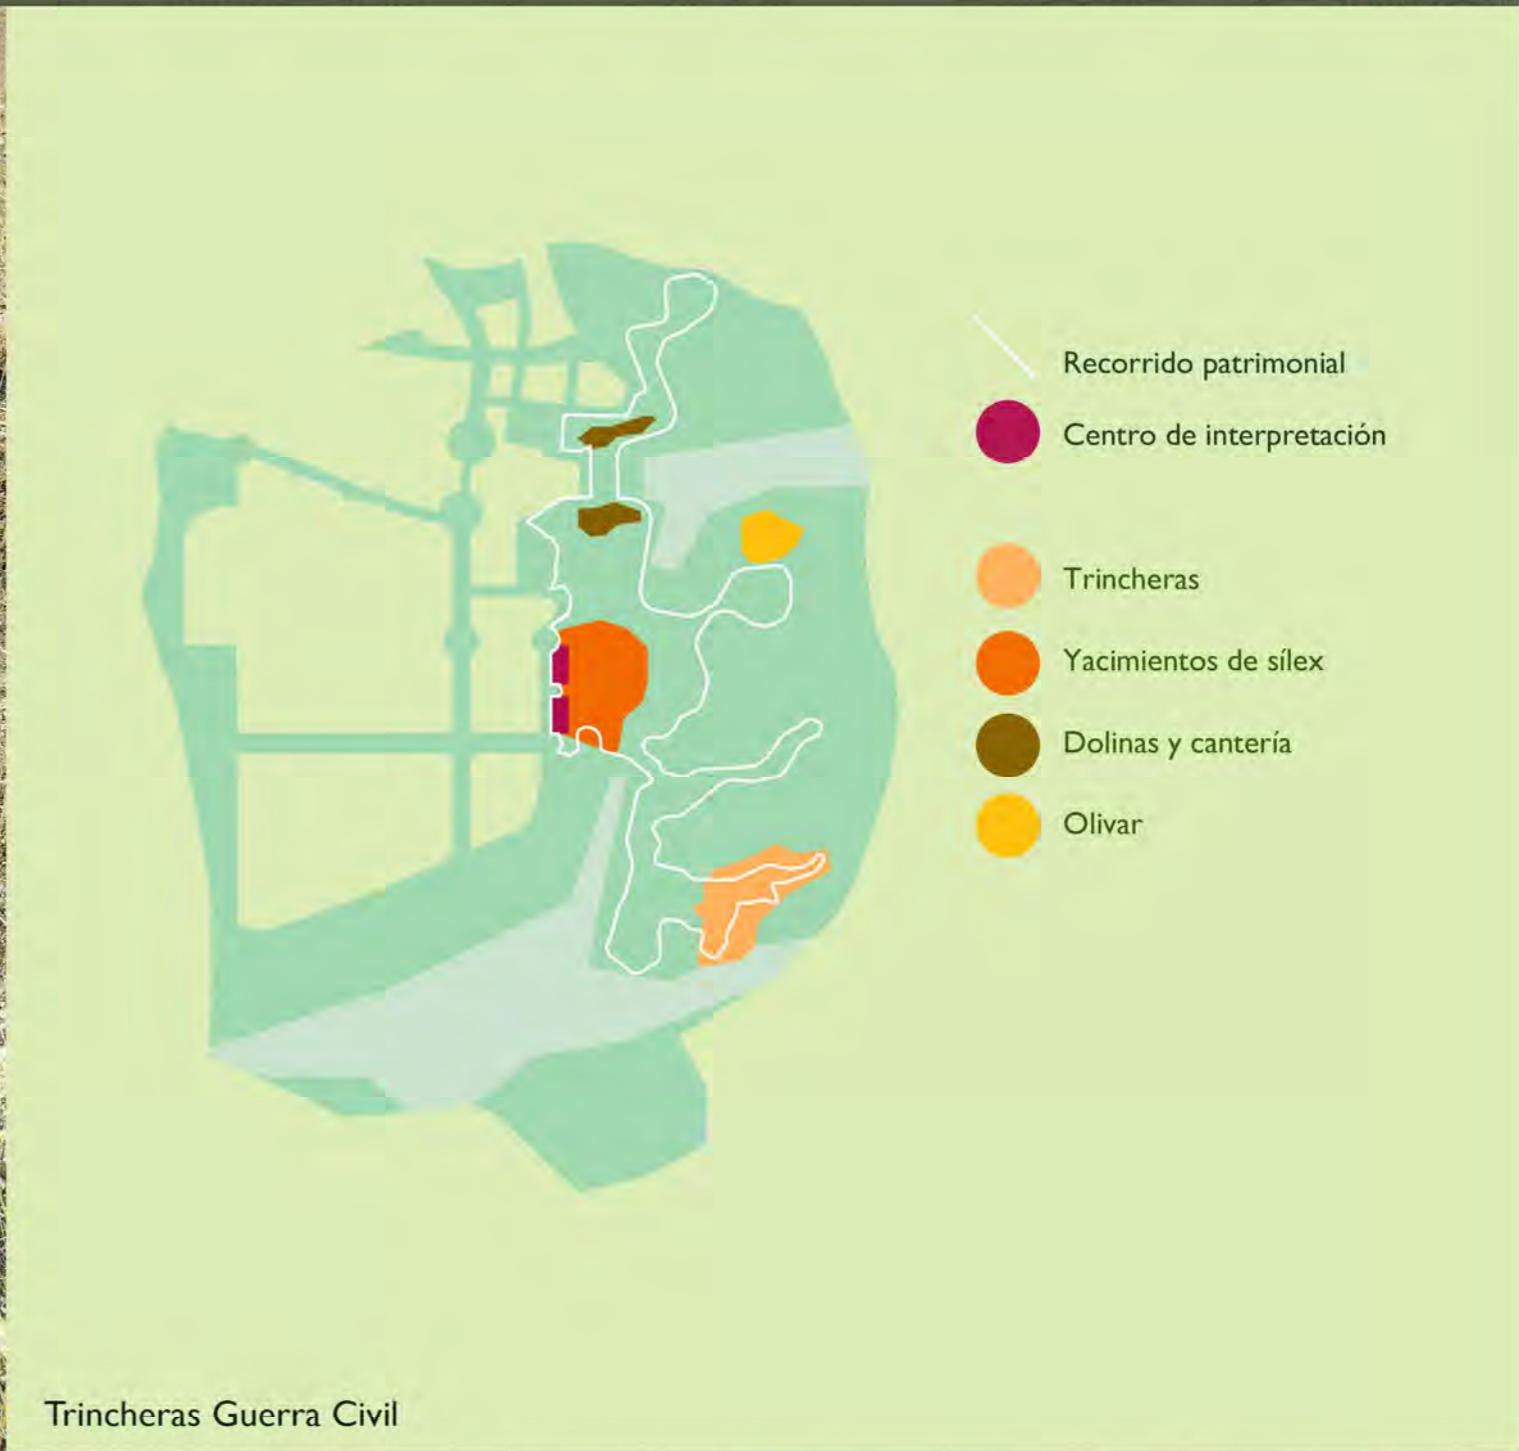 Recorrido patrimonial
Centro de interpretación
Trincheras
Yacimientos de sílex
Dolinas y cantería
Olivar
Trincheras Guerra Civil